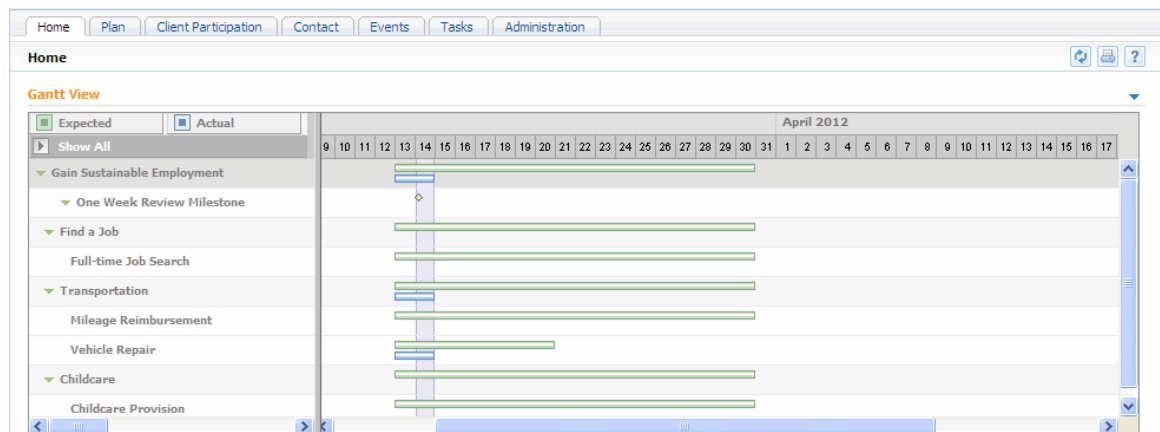 Home Plan Client Participation Contact Events Tasks Administration
Home
?
Gantt View
Expected Actual
April 2012
Show All
9 10 11 12 13 14 15 16 17 18 19 20 21 22 23 24 25 26 27 28 29 30 31 1 2 3 4 5 6 7 8 9 10 11 12 13 14 15 16 17
Gain Sustainable Employment
One Week Review Milestone
Find a Job
Full-time Job Search
Transportation
Mileage Reimbursement
Vehicle Repair
Childcare
Childcare Provision